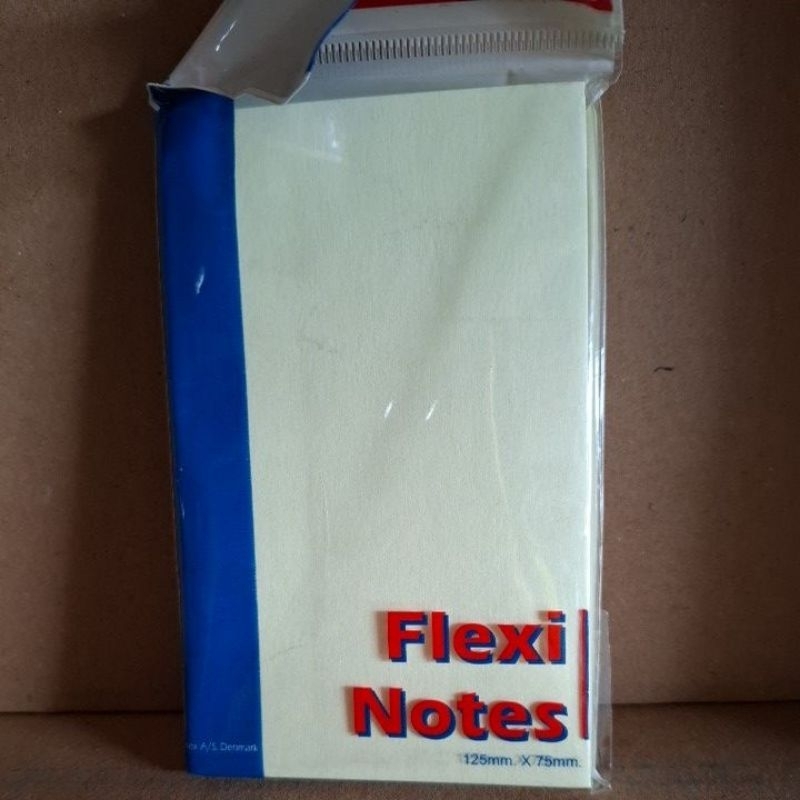 Flexi
Notes
125mm. X 75mm.
A/S. Denmark